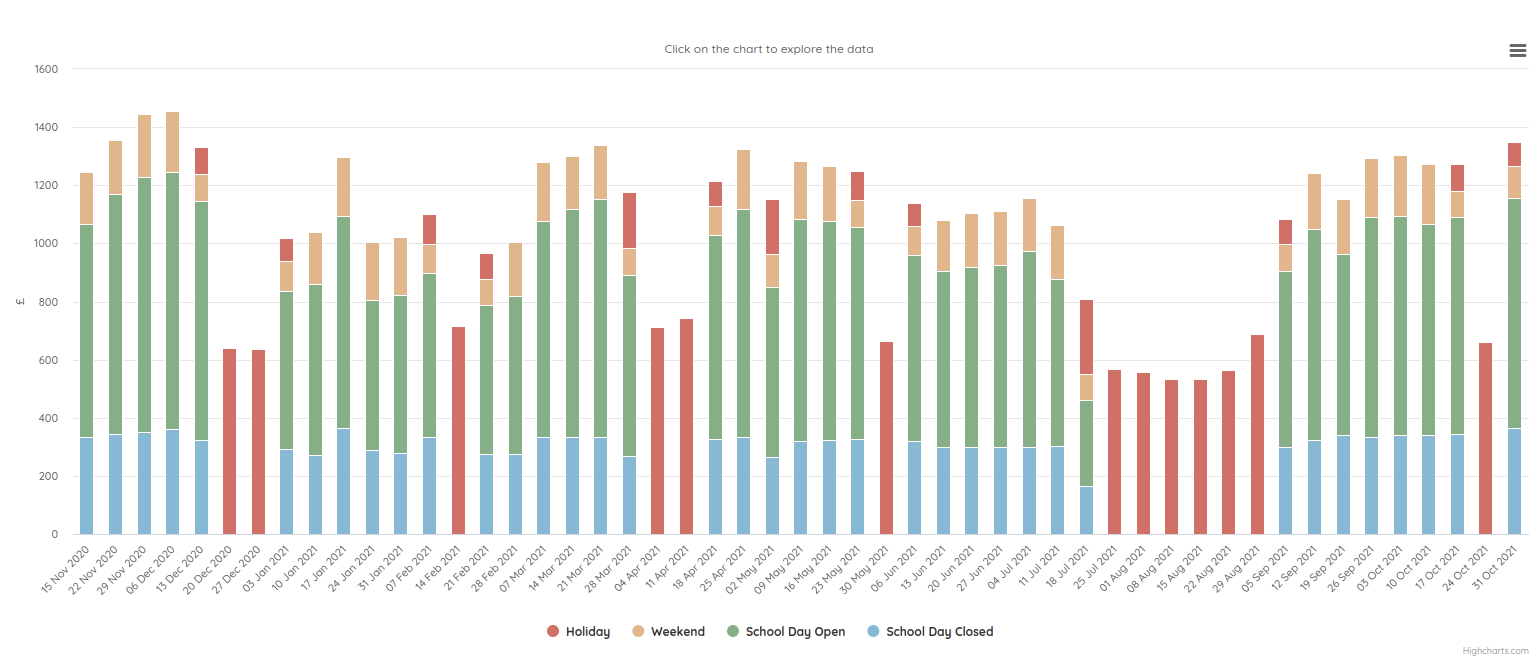 Click on the chart to explore the data
1600
1400
1200
1000
800
600
400
200
0
£
15 Nov 2020
22 Nov 2020
29 Nov 2020
06 Dec 2020
13 Dec 2020
20 Dec 2020
27 Dec 2020
03 Jan 2021
10 Jan 2021
17 Jan 2021
24 Jan 2021
31 Jan 2021
07 Feb 2021
14 Feb 2021
21 Feb 2021
28 Feb 2021
07 Mar 2021
14 Mar 2021
21 Mar 2021
28 Mar 2021
04 Apr 2021
11 Apr 2021
18 Apr 2021
25 Apr 2021
02 May 2021
09 May 2021
16 May 2021
23 May 2021
30 May 2021
06 Jun 2021
13 Jun 2021
20 Jun 2021
27 Jun 2021
04 Jul 2021
11 Jul 2021
18 Jul 2021
25 Jul 2021
01 Aug 2021
08 Aug 2021
15 Aug 2021
22 Aug 2021
29 Aug 2021
05 Sep 2021
12 Sep 2021
19 Sep 2021
26 Sep 2021
03 Oct 2021
10 Oct 2021
17 Oct 2021
24 Oct 2021
31 Oct 2021
Holiday Weekend School Day Open School Day Closed
Highcharts.com